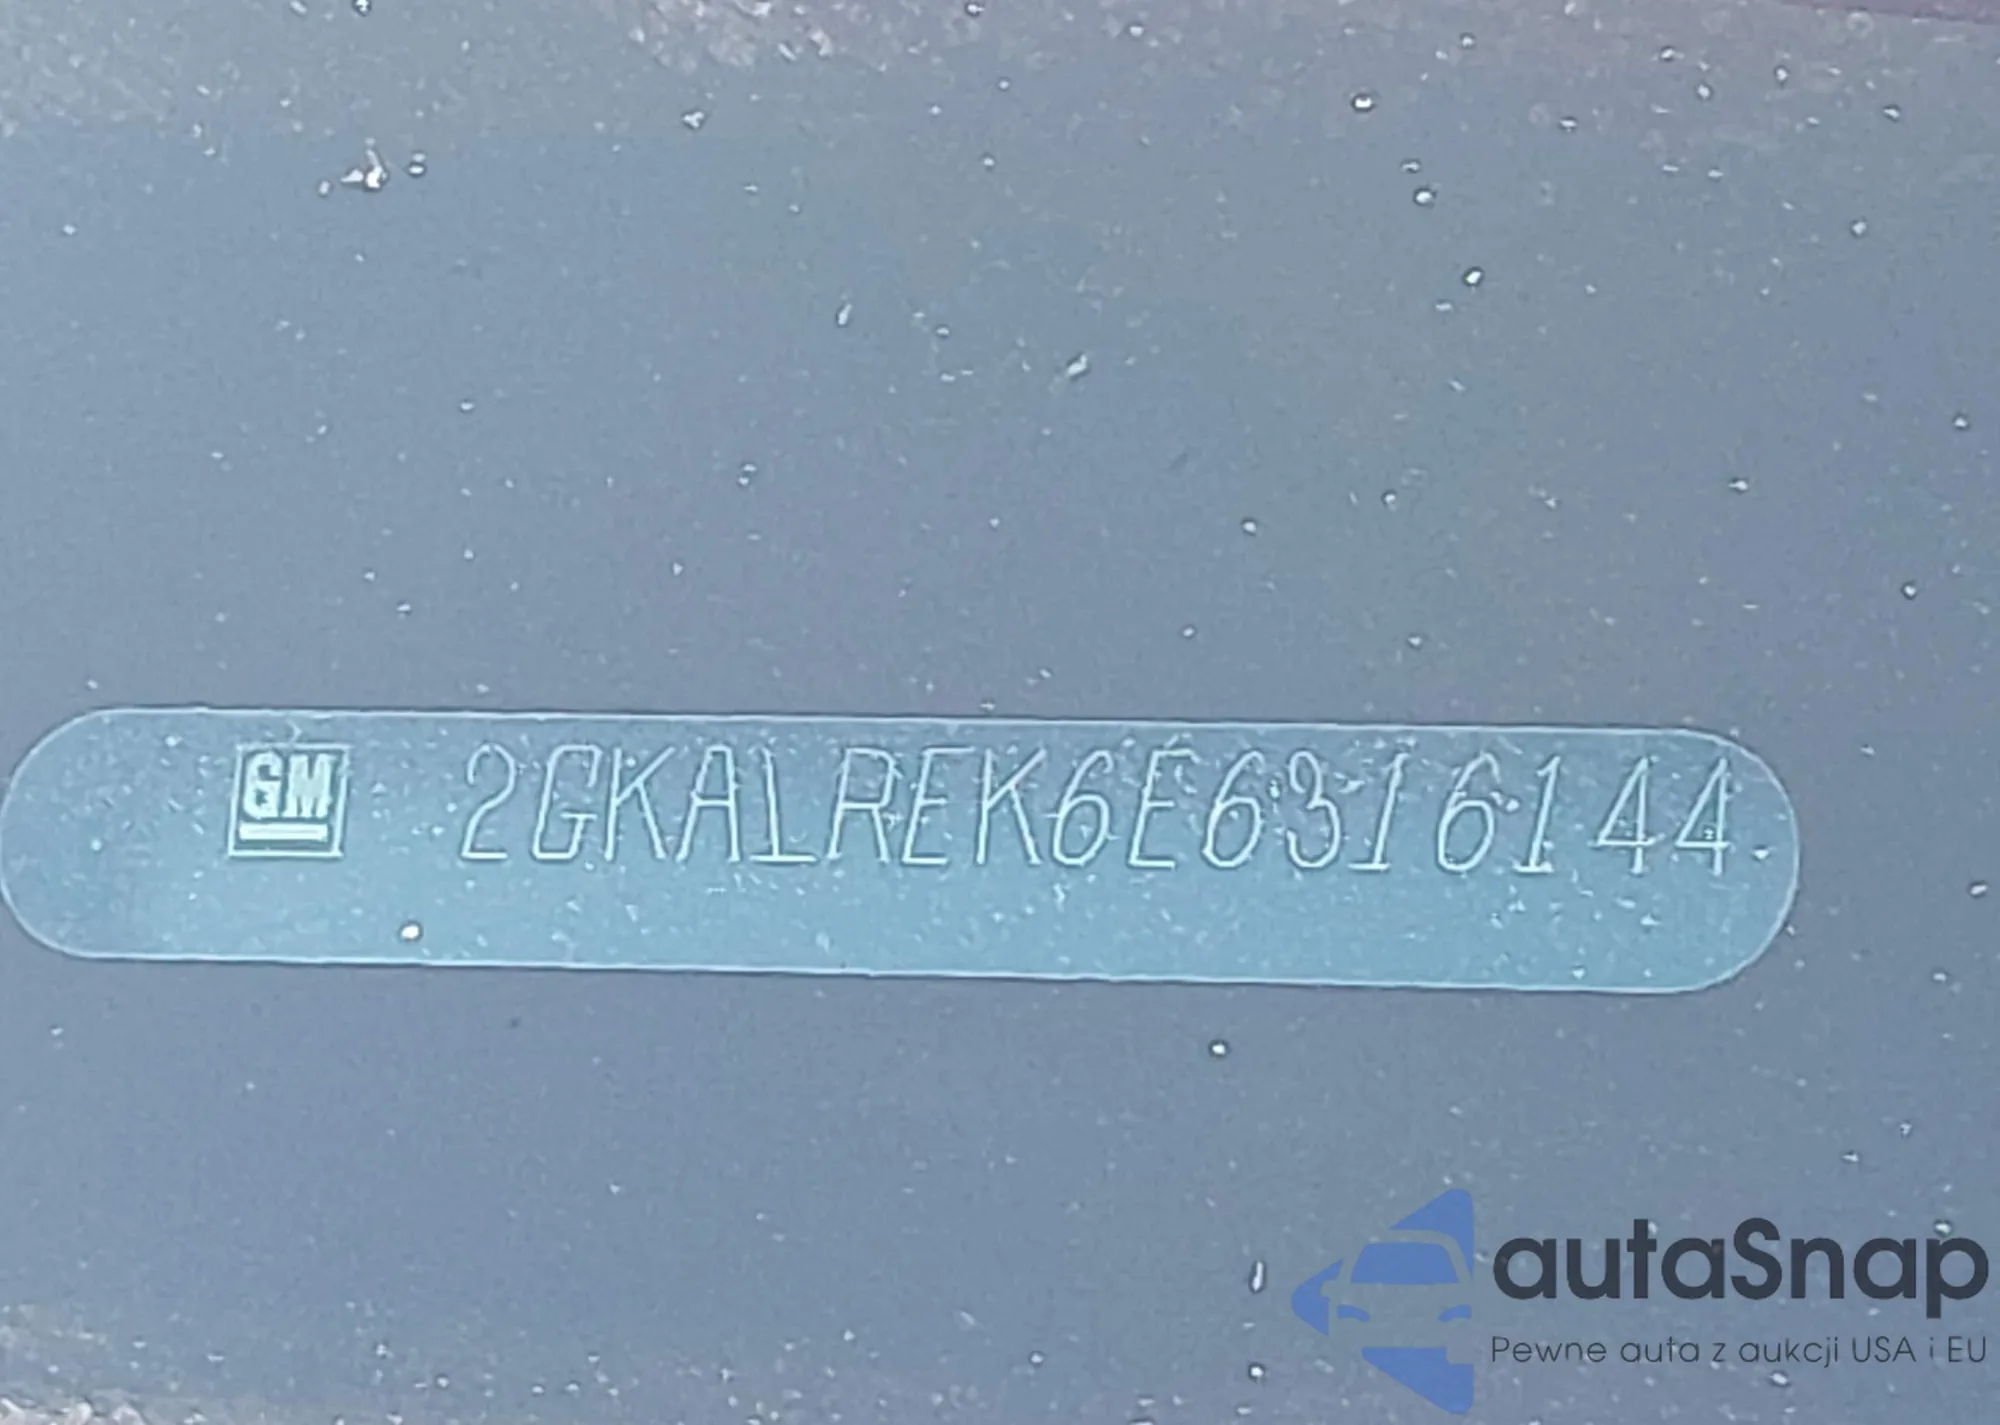 GM 2GKALREK6E6316144
autaSnap
Pewne auta z aukcji USA i EU